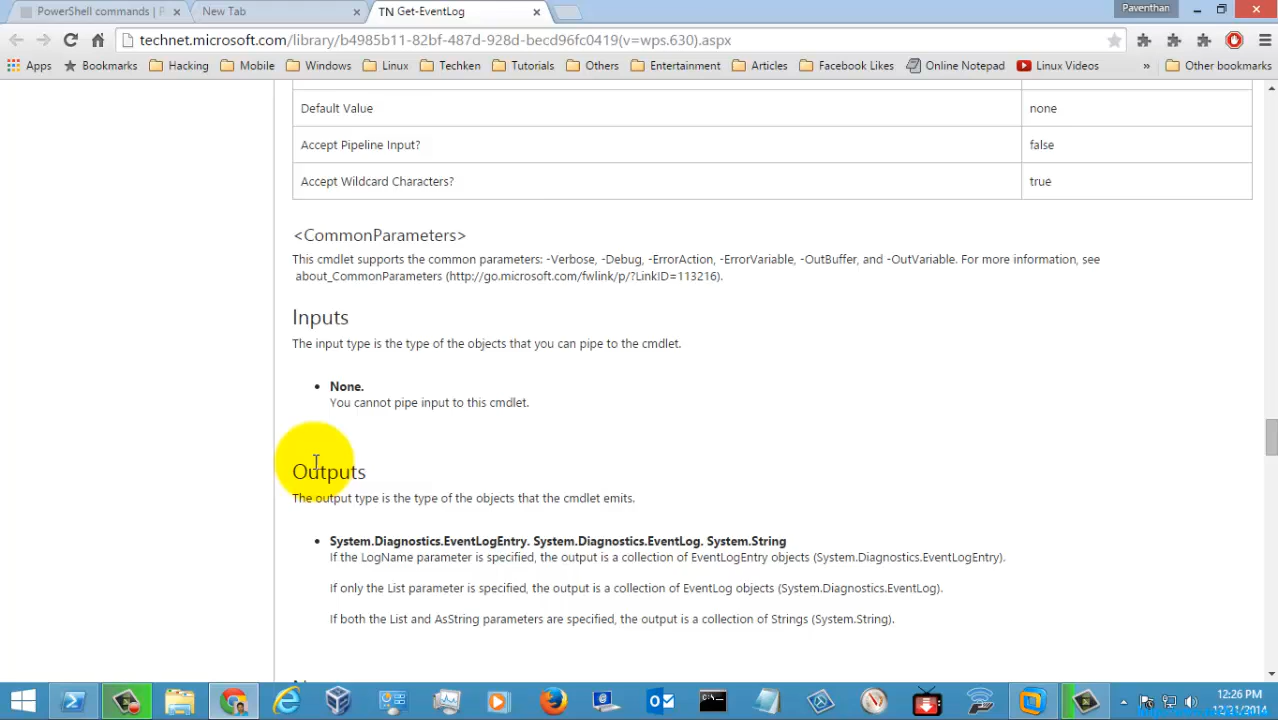 PowerShell commands | P
New Tab
TN Get-EventLog
Paventhan
technet.microsoft.com/library/b4985b11-82bf-487d-928d-becd96fc0419(v=wps.630).aspx
Apps Bookmarks Hacking Mobile Windows Linux Techken Tutorials Others Entertainment Articles Facebook Likes Online Notepad Linux Videos » Other bookmarks
Default Value none
Accept Pipeline Input? false
Accept Wildcard Characters? true
<CommonParameters>
This cmdlet supports the common parameters: -Verbose, -Debug, -ErrorAction, -ErrorVariable, -OutBuffer, and -OutVariable. For more information, see
about_CommonParameters (http://go.microsoft.com/fwlink/p/?LinkID=113216).
Inputs
The input type is the type of the objects that you can pipe to the cmdlet.
• None.
You cannot pipe input to this cmdlet.
Outputs
The output type is the type of the objects that the cmdlet emits.
• System.Diagnostics.EventLogEntry. System.Diagnostics.EventLog. System.String
If the LogName parameter is specified, the output is a collection of EventLogEntry objects (System.Diagnostics.EventLogEntry).
If only the List parameter is specified, the output is a collection of EventLog objects (System.Diagnostics.EventLog).
If both the List and AsString parameters are specified, the output is a collection of Strings (System.String).
12:26 PM
12/31/2014